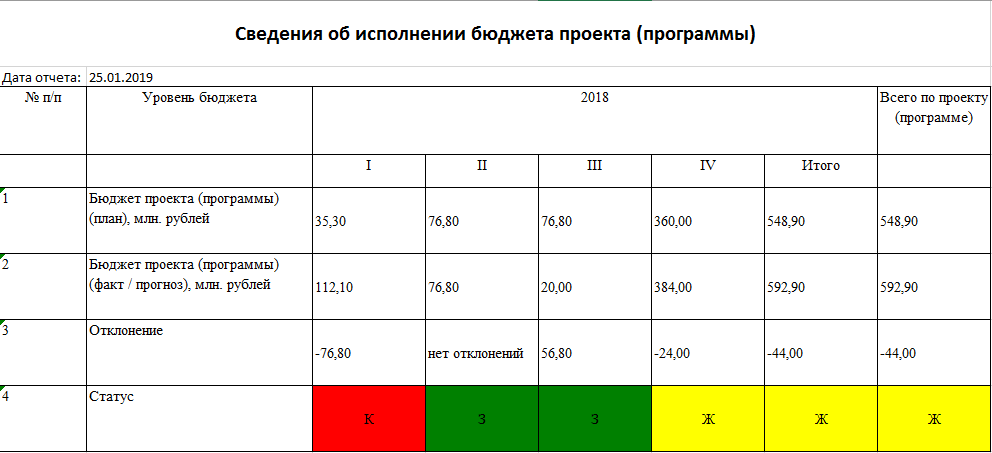 Сведения об исполнении бюджета проекта (программы)
Дата отчета: 25.01.2019
№ п/п Уровень бюджета 2018 Всего по проекту
(программе)
I II III IV Итого
1 Бюджет проекта (программы)
(план), млн. рублей
35,30 76,80 76,80 360,00 548,90 548,90
2 Бюджет проекта (программы)
(факт / прогноз), млн. рублей
112,10 76,80 20,00 384,00 592,90 592,90
3 Отклонение
-76,80 нет отклонений 56,80 -24,00 -44,00 -44,00
4 Статус
К З З Ж Ж Ж